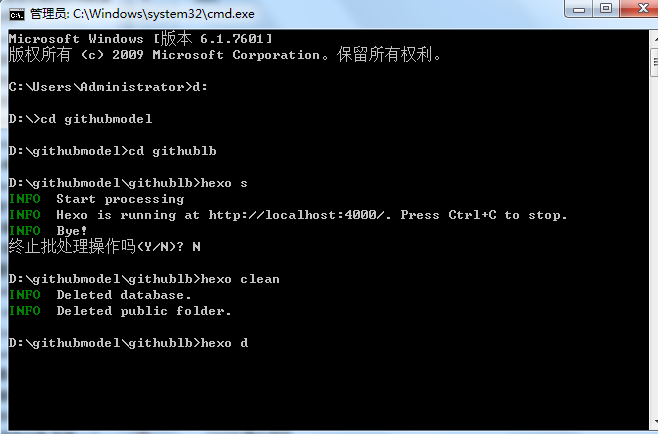 管理员: C:\Windows\system32\cmd.exe
Microsoft Windows [版本 6.1.7601]
版权所有 (c) 2009 Microsoft Corporation。保留所有权利。
C:\Users\Administrator>d:
D:\>cd githubmodel
D:\githubmodel>cd githublb
D:\githubmodel\githublb>hexo s
INFO  Start processing
INFO  Hexo is running at http://localhost:4000/. Press Ctrl+C to stop.
INFO  Bye!
终止批处理操作吗(Y/N)? N
D:\githubmodel\githublb>hexo clean
INFO  Deleted database.
INFO  Deleted public folder.
D:\githubmodel\githublb>hexo d